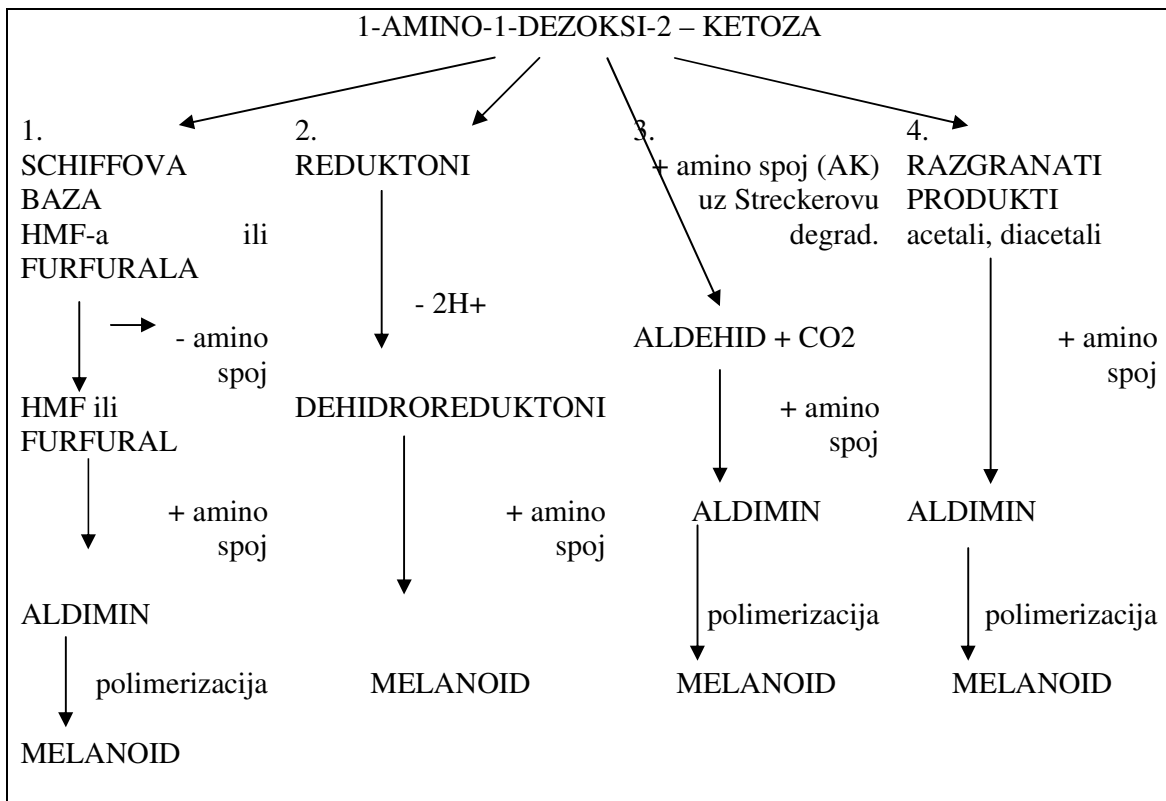 1-AMINO-1-DEZOKSI-2 – KETOZA
1.
SCHIFFOVA
BAZA
HMF-a ili
FURFURALA
- amino
spoj
HMF ili
FURFURAL
+ amino
spoj
ALDIMIN
polimerizacija
MELANOID
2.
REDUKTONI
- 2H+
DEHIDROREDUKTONI
+ amino
spoj
MELANOID
3.
+ amino spoj (AK)
uz Streckerovu
degrad.
ALDEHID + CO2
+ amino
spoj
ALDIMIN
polimerizacija
MELANOID
4.
RAZGRANATI
PRODUKTI
acetali, diacetali
+ amino
spoj
ALDIMIN
polimerizacija
MELANOID